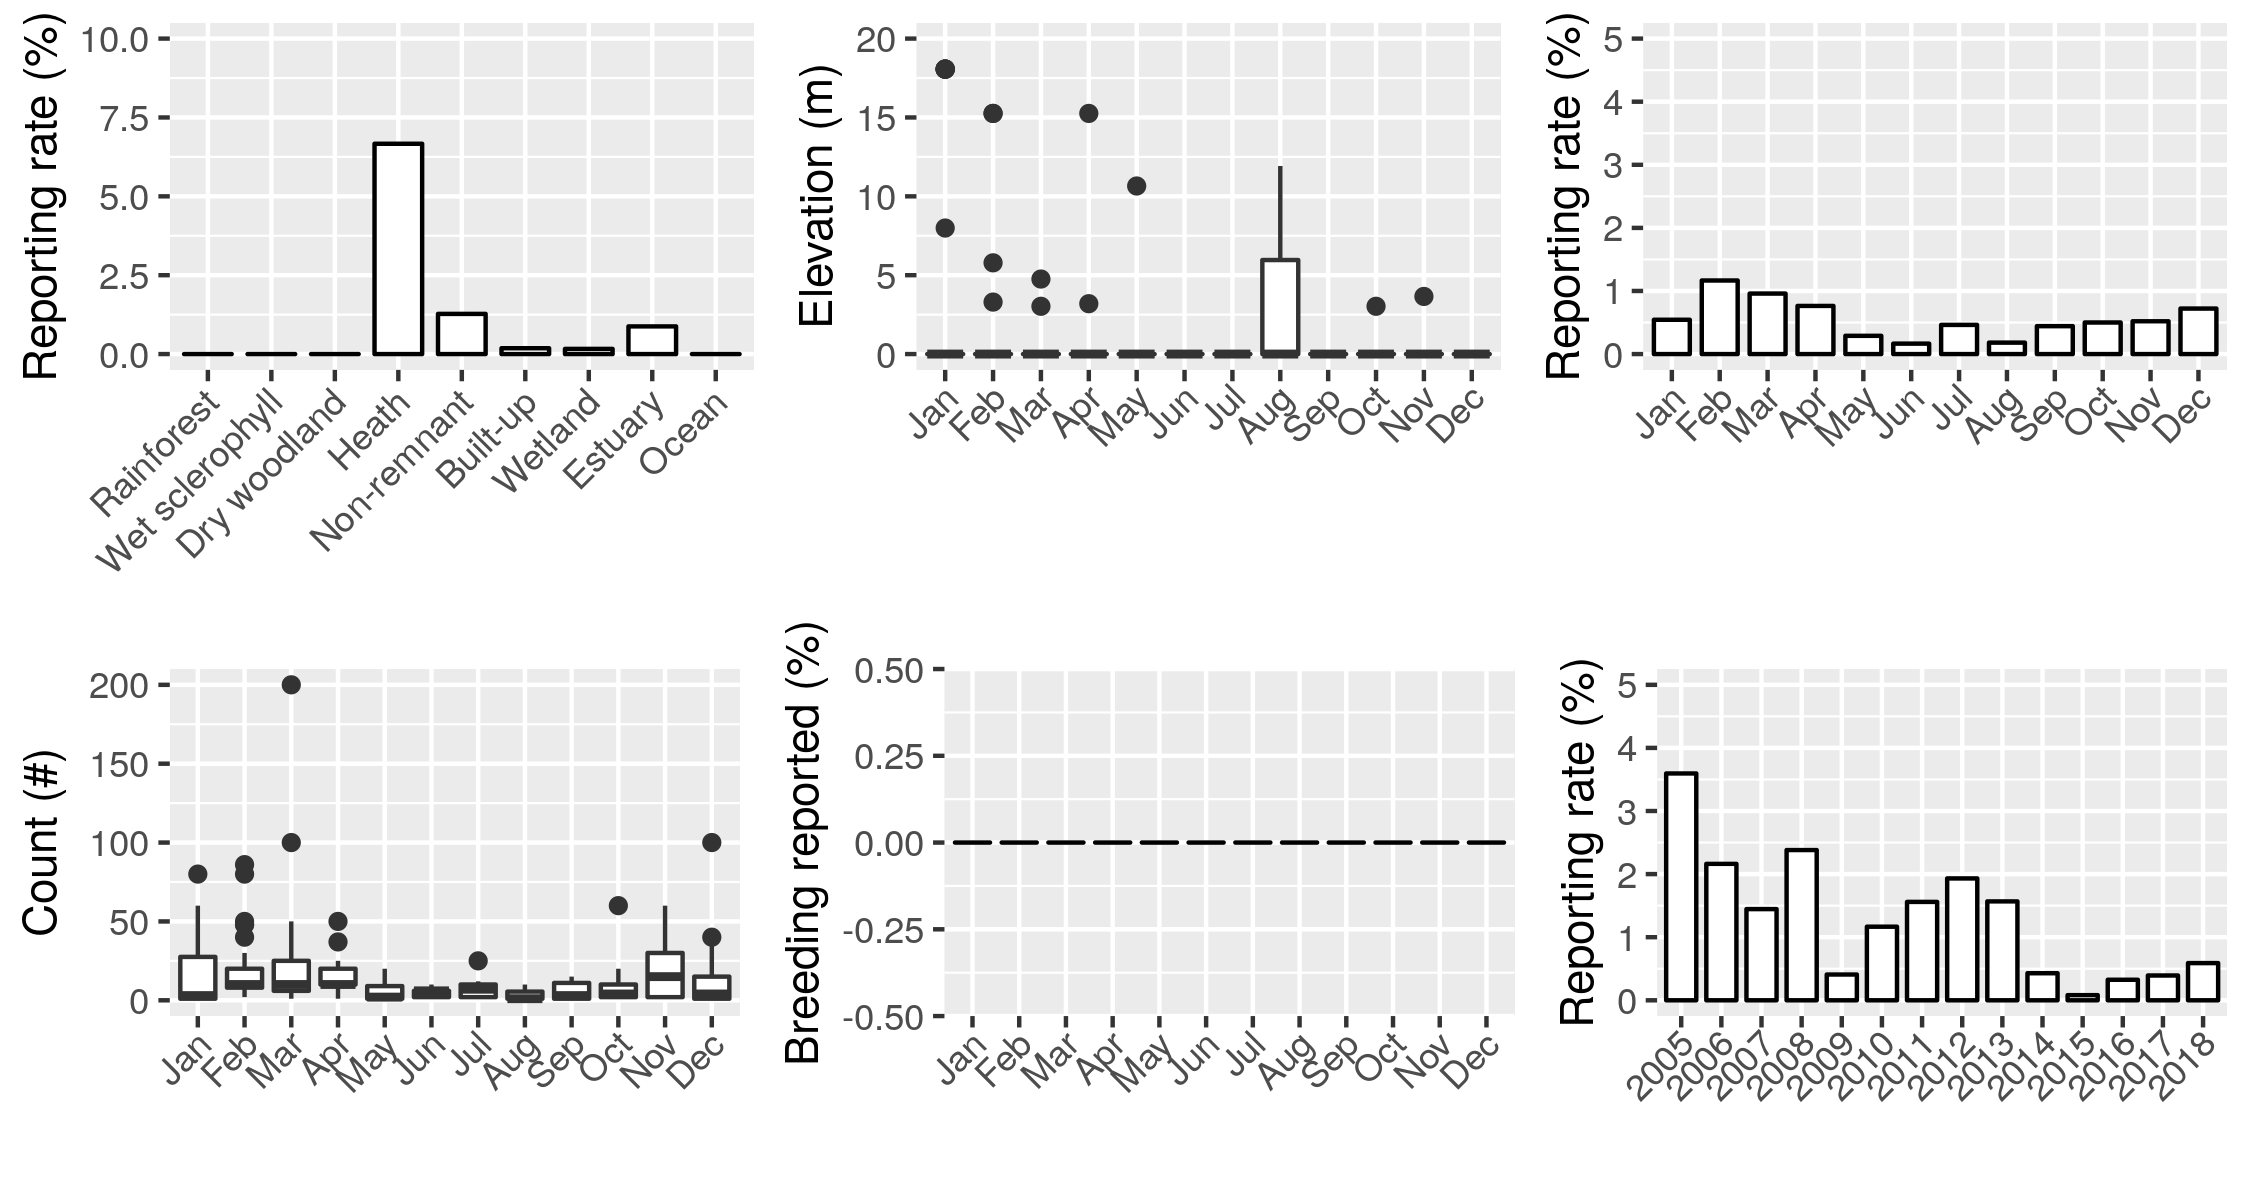 Reporting rate (%)
10.0
7.5
5.0
2.5
0.0
Rainforest
Wet sclerophyll
Dry woodland
Heath
Non-remnant
Built-up
Wetland
Estuary
Ocean
Elevation (m)
20
15
10
5
0
Jan
Feb
Mar
Apr
May
Jun
Jul
Aug
Sep
Oct
Nov
Dec
Reporting rate (%)
5
4
3
2
1
0
Jan
Feb
Mar
Apr
May
Jun
Jul
Aug
Sep
Oct
Nov
Dec
Count (#)
200
150
100
50
0
Jan
Feb
Mar
Apr
May
Jun
Jul
Aug
Sep
Oct
Nov
Dec
Breeding reported (%)
0.50
0.25
0.00
-0.25
-0.50
Jan
Feb
Mar
Apr
May
Jun
Jul
Aug
Sep
Oct
Nov
Dec
Reporting rate (%)
5
4
3
2
1
0
2005
2006
2007
2008
2009
2010
2011
2012
2013
2014
2015
2016
2017
2018